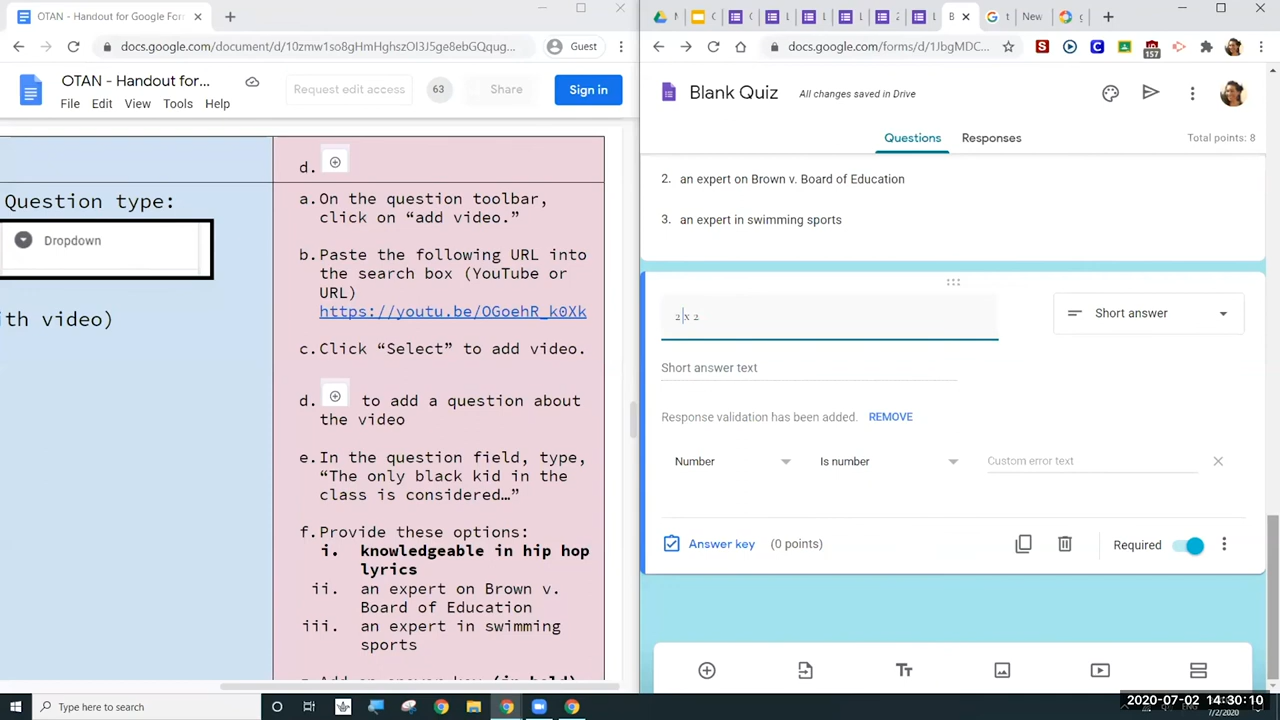 OTAN - Handout for Google For
docs.google.com/document/d/10zmw1so8gHmHghszOl3J5ge8ebGQqug...
Guest
OTAN - Handout for...
File Edit View Tools Help
Request edit access
63
Share
Sign in
d.
Question type:
Dropdown
ith video)
a. On the question toolbar,
click on “add video.”
b. Paste the following URL into
the search box (YouTube or
URL)
https://youtu.be/OGoehR_k0Xk
c. Click “Select” to add video.
d. to add a question about
the video
e. In the question field, type,
“The only black kid in the
class is considered…”
f. Provide these options:
i. knowledgeable in hip hop
lyrics
ii. an expert on Brown v.
Board of Education
iii. an expert in swimming
sports
New
docs.google.com/forms/d/1JbgMDC...
157
Blank Quiz
All changes saved in Drive
Questions Responses
Total points: 8
2. an expert on Brown v. Board of Education
3. an expert in swimming sports
2 x 2
Short answer
Short answer text
Response validation has been added. REMOVE
Number
Is number
Custom error text
Answer key (0 points)
Required
Type here to search
2020-07-02 14:30:10
7/2/2020